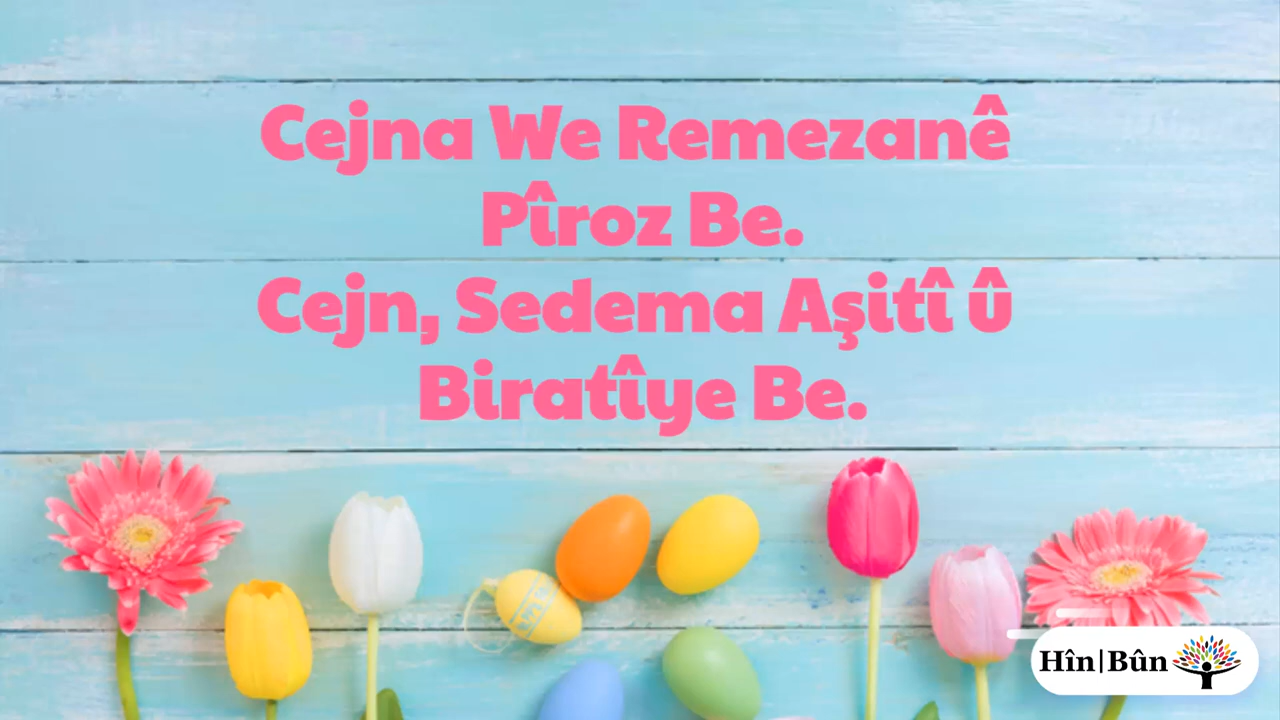 Cejna We Remezanê
Pîroz Be.
Cejn, Sedema Aşitî û
Biratîye Be.
Hîn|Bûn